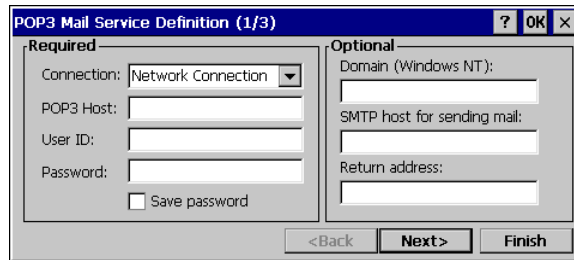 POP3 Mail Service Definition (1/3) ? OK ×
Required
Connection: Network Connection
POP3 Host:
User ID:
Password:
Save password
Optional
Domain (Windows NT):
SMTP host for sending mail:
Return address:
<Back Next> Finish